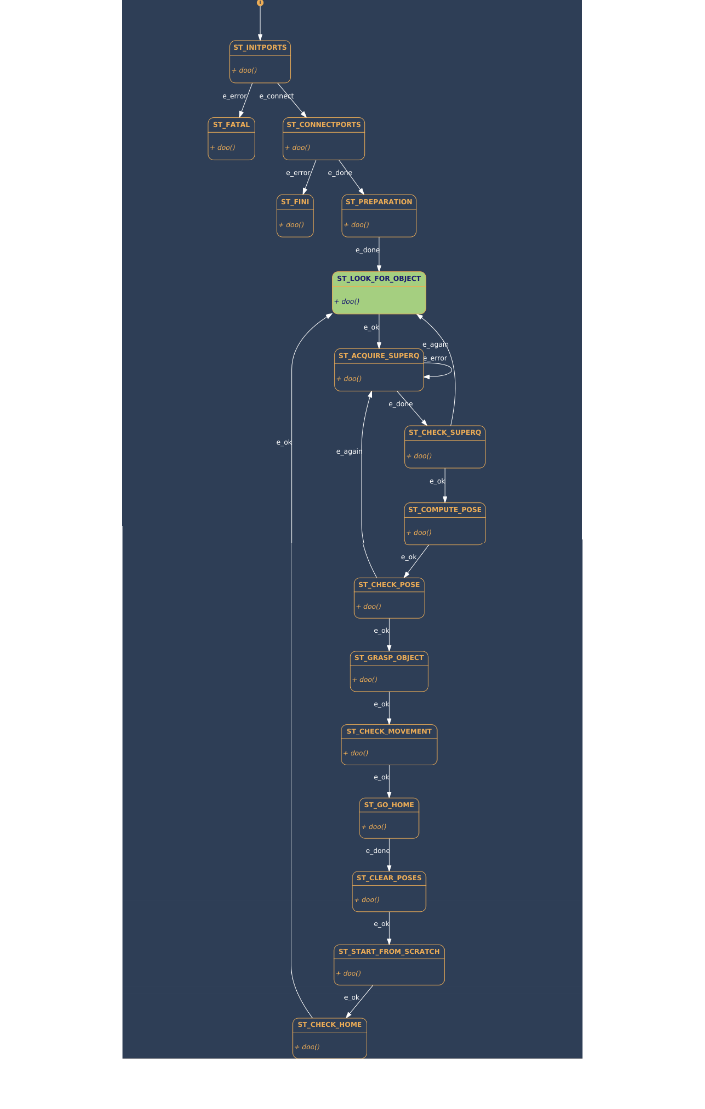 ST_INITPORTS
+ doo()
e_error
e_connect
ST_FATAL
+ doo()
ST_CONNECTPORTS
+ doo()
e_error
e_done
ST_FINI
+ doo()
ST_PREPARATION
+ doo()
e_done
ST_LOOK_FOR_OBJECT
+ doo()
e_ok
e_again
ST_ACQUIRE_SUPERQ
e_error
+ doo()
e_done
ST_CHECK_SUPERQ
e_ok
e_again
+ doo()
e_ok
ST_COMPUTE_POSE
+ doo()
e_ok
ST_CHECK_POSE
+ doo()
e_ok
ST_GRASP_OBJECT
+ doo()
e_ok
ST_CHECK_MOVEMENT
+ doo()
e_ok
ST_GO_HOME
+ doo()
e_done
ST_CLEAR_POSES
+ doo()
e_ok
ST_START_FROM_SCRATCH
+ doo()
e_ok
ST_CHECK_HOME
+ doo()